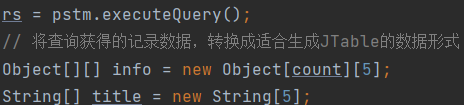 rs = pstm.executeQuery();
// 将查询获得的记录数据，转换成适合生成JTable的数据形式
Object[][] info = new Object[count][5];
String[] title = new String[5];